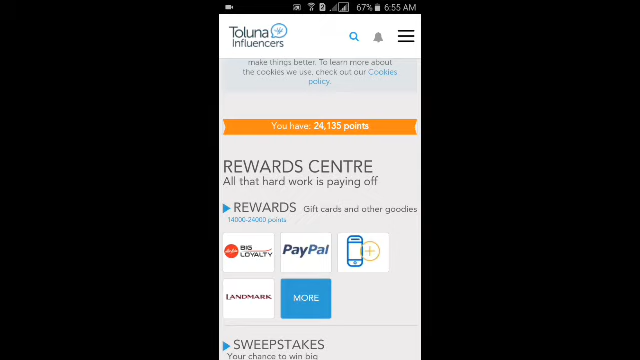 67% 6:55 AM
Toluna
Influencers
make things better. To learn more about
the cookies we use, check out our Cookies
policy.
You have: 24,135 points
REWARDS CENTRE
All that hard work is paying off
REWARDS Gift cards and other goodies
14000-24000 points
BIG
LOYALTY
PayPal
LANDMARK
MORE
SWEEPSTAKES
Your chance to win big